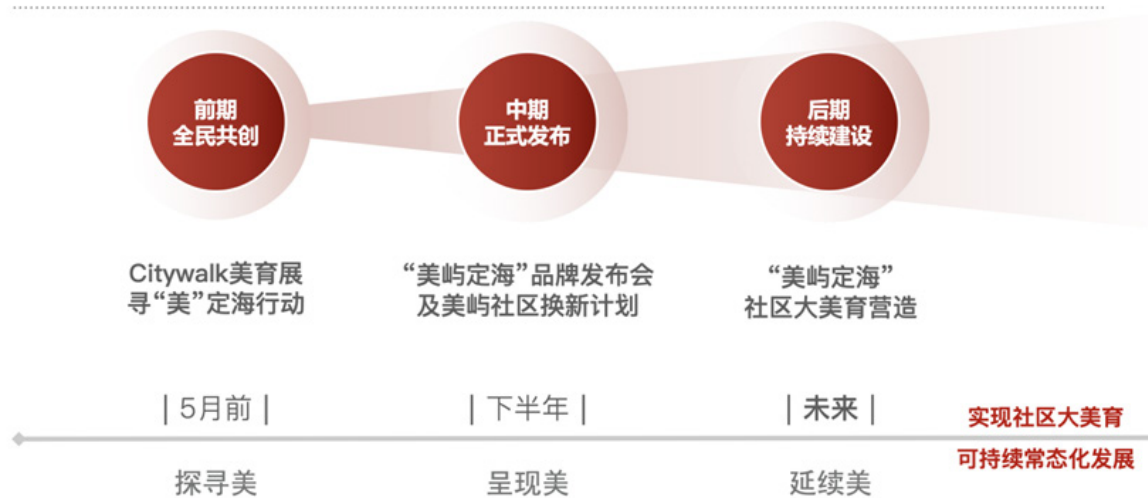 前期
全民共创
中期
正式发布
后期
持续建设
Citywalk美育展
寻“美”定海行动
“美屿定海”品牌发布会
及美屿社区换新计划
“美屿定海”
社区大美育营造
|5月前|
|下半年|
|未来|
实现社区大美育
可持续常态化发展
探寻美
呈现美
延续美